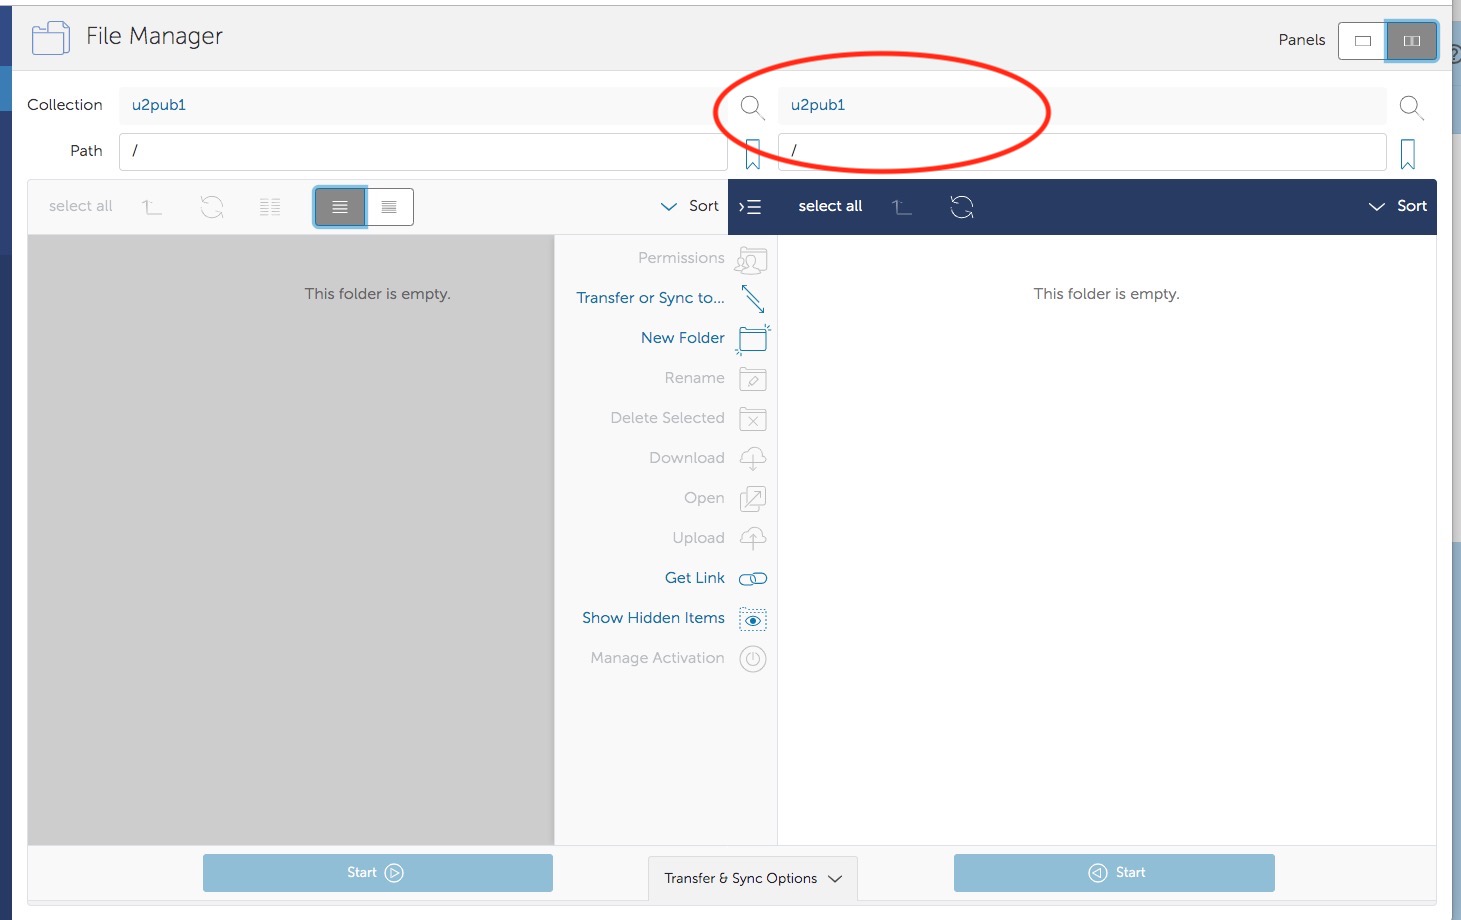 File Manager
Panels
Collection
u2pub1
u2pub1
Path
/
/
select all
Sort
select all
Sort
This folder is empty.
This folder is empty.
Permissions
Transfer or Sync to...
New Folder
Rename
Delete Selected
Download
Open
Upload
Get Link
Show Hidden Items
Manage Activation
Start
Transfer & Sync Options
Start